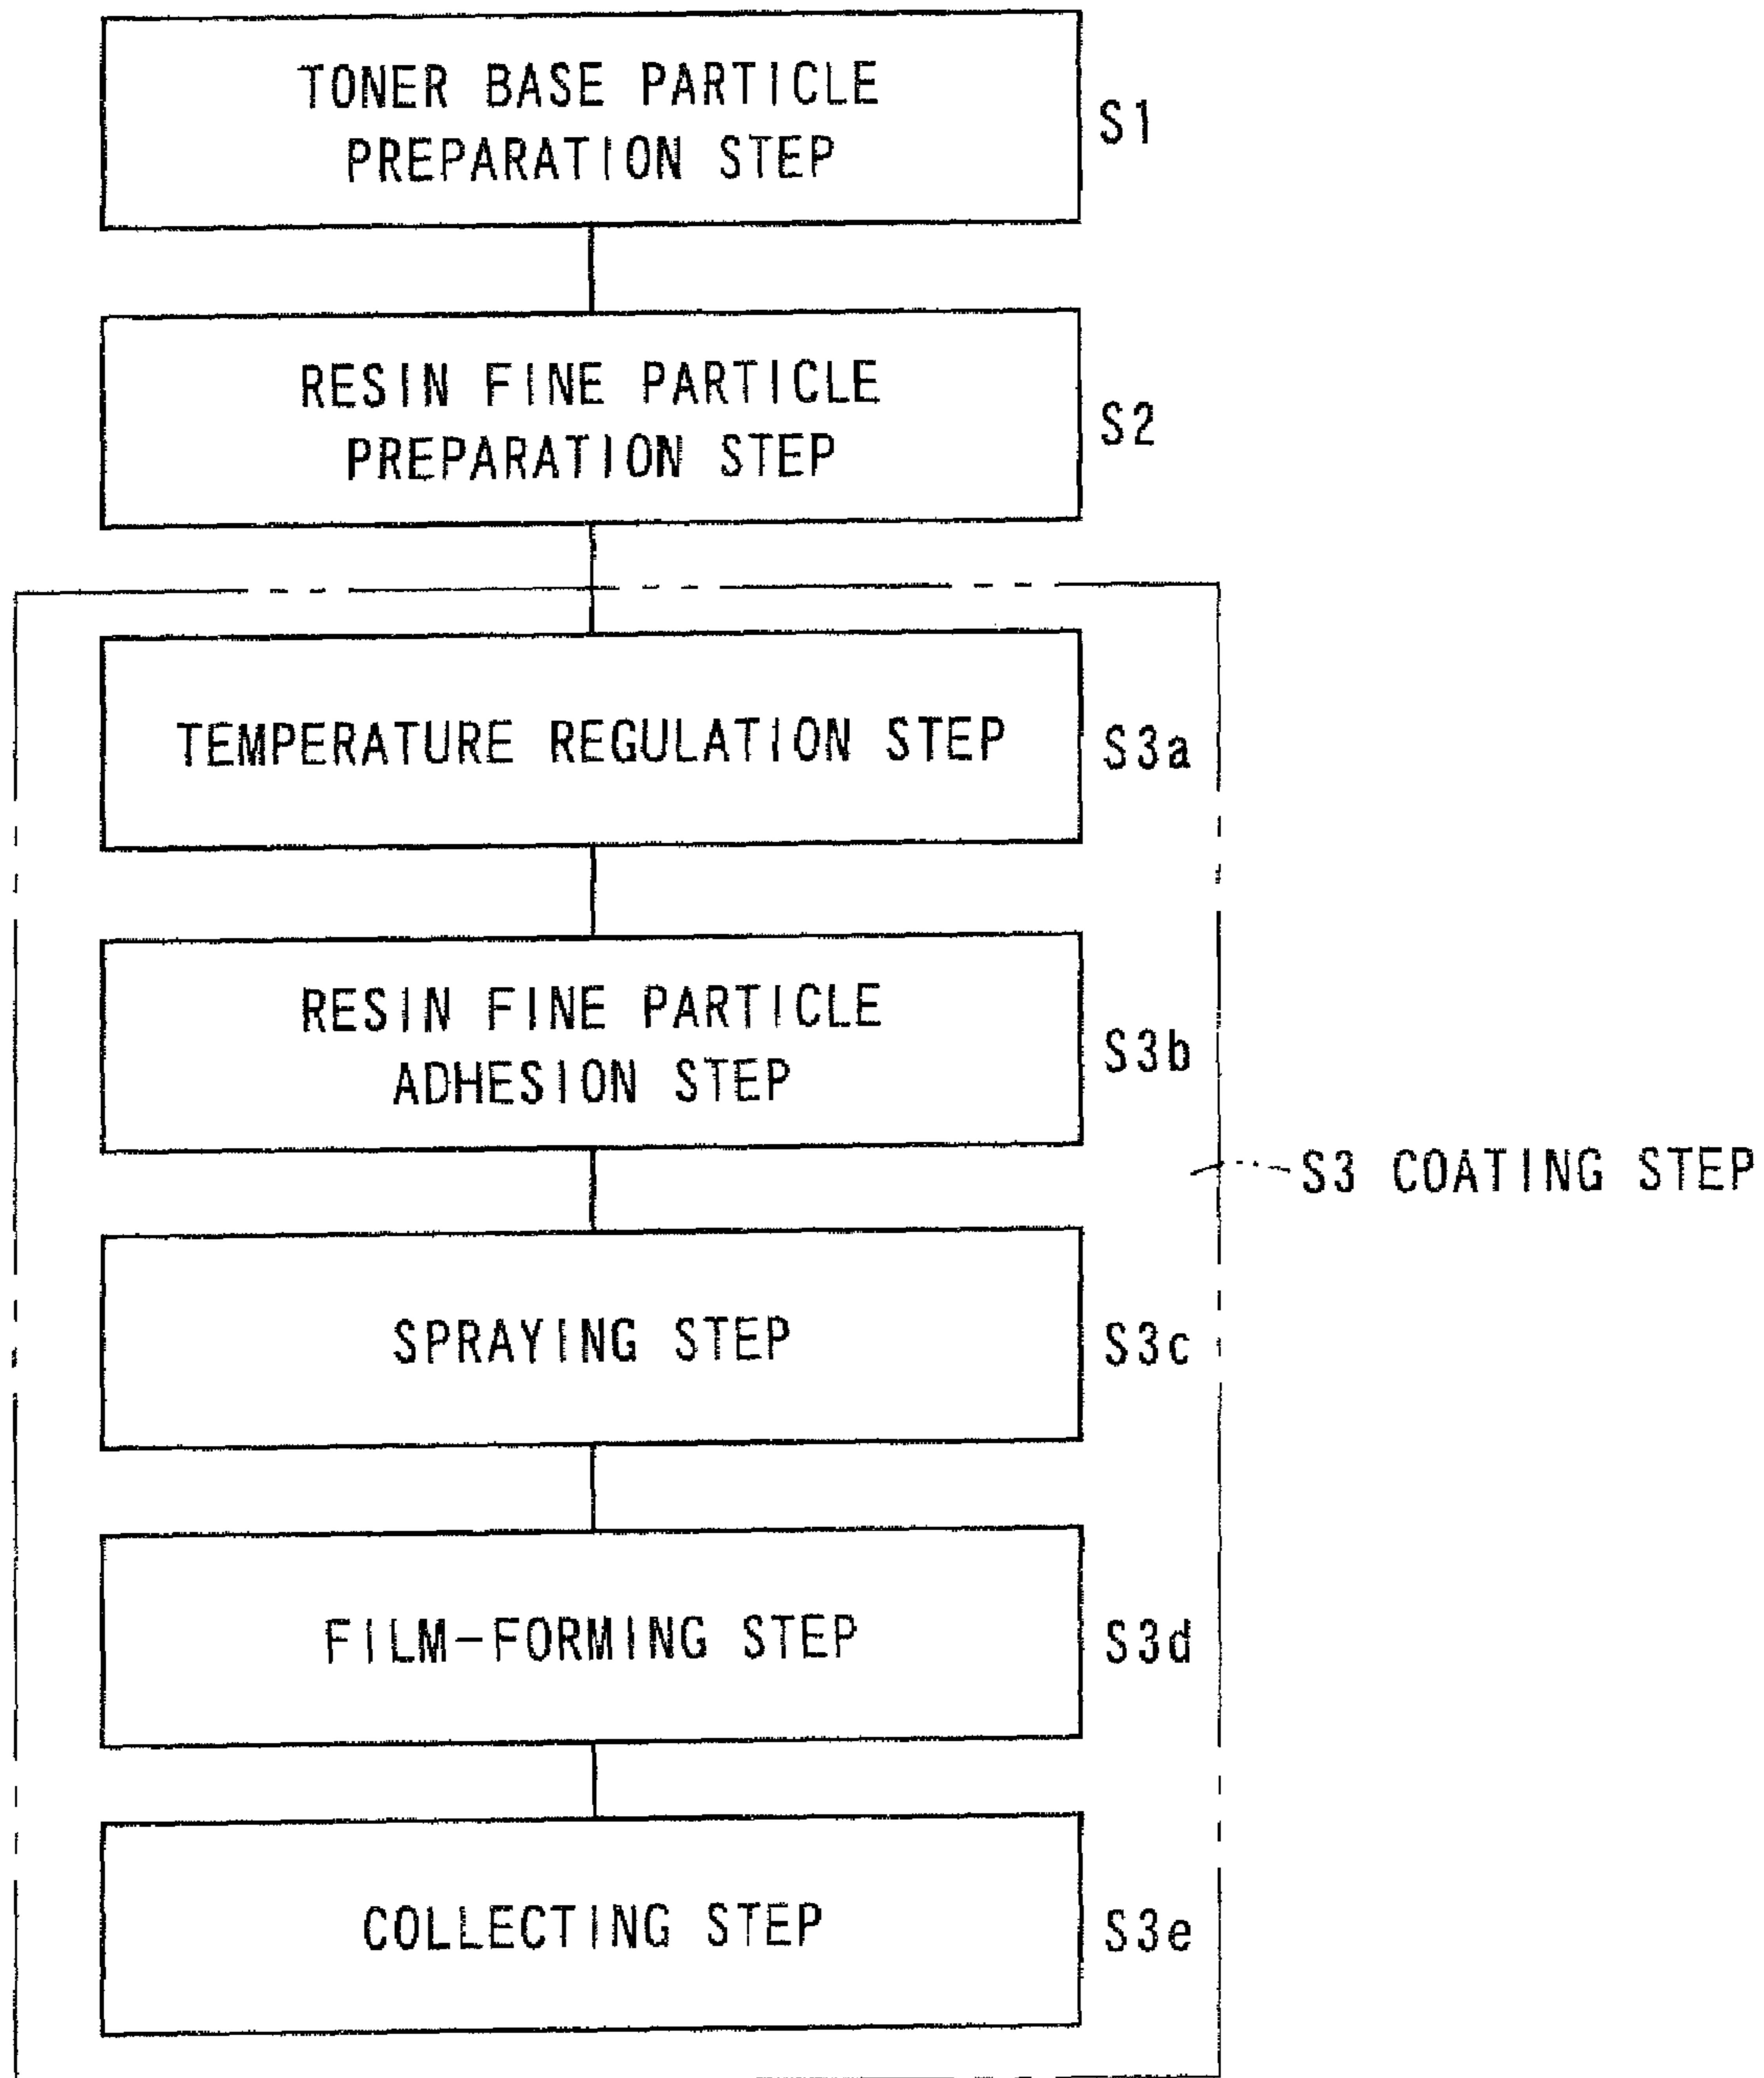 TONER BASE PARTICLE
PREPARATION STEP
S1
RESIN FINE PARTICLE
PREPARATION STEP
S2
TEMPERATURE REGULATION STEP
S3a
RESIN FINE PARTICLE
ADHESION STEP
S3b
S3 COATING STEP
SPRAYING STEP
S3c
FILM-FORMING STEP
S3d
COLLECTING STEP
S3e